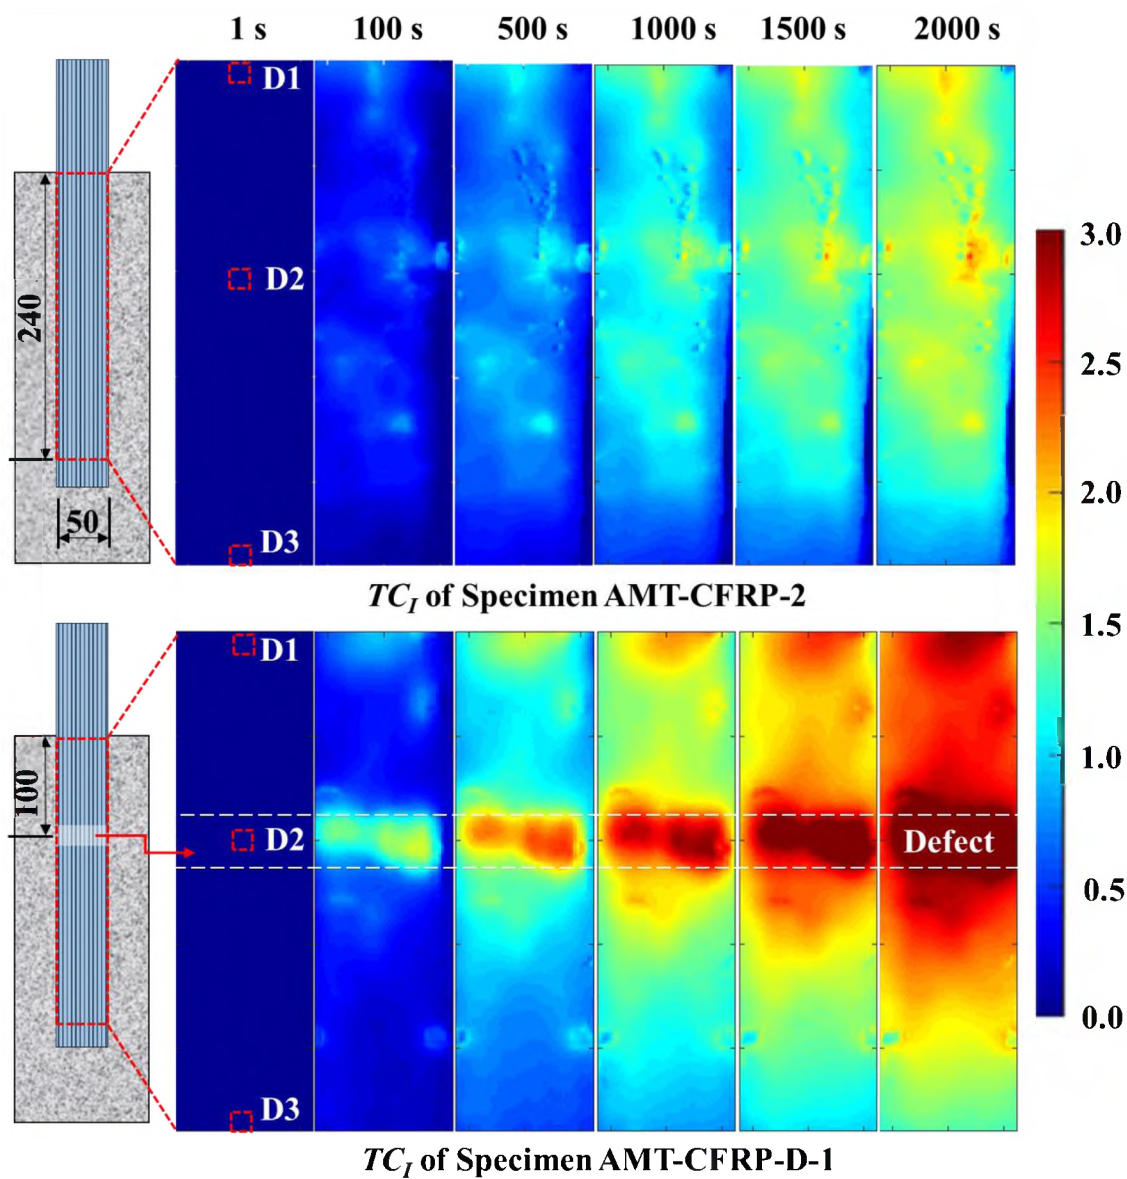 1 s 100 s 500 s 1000 s 1500 s 2000 s
D1
D2
D3
240
50
TC_I of Specimen AMT-CFRP-2
3.0
2.5
2.0
1.5
1.0
0.5
0.0
D1
100
D2
Defect
D3
TC_I of Specimen AMT-CFRP-D-1